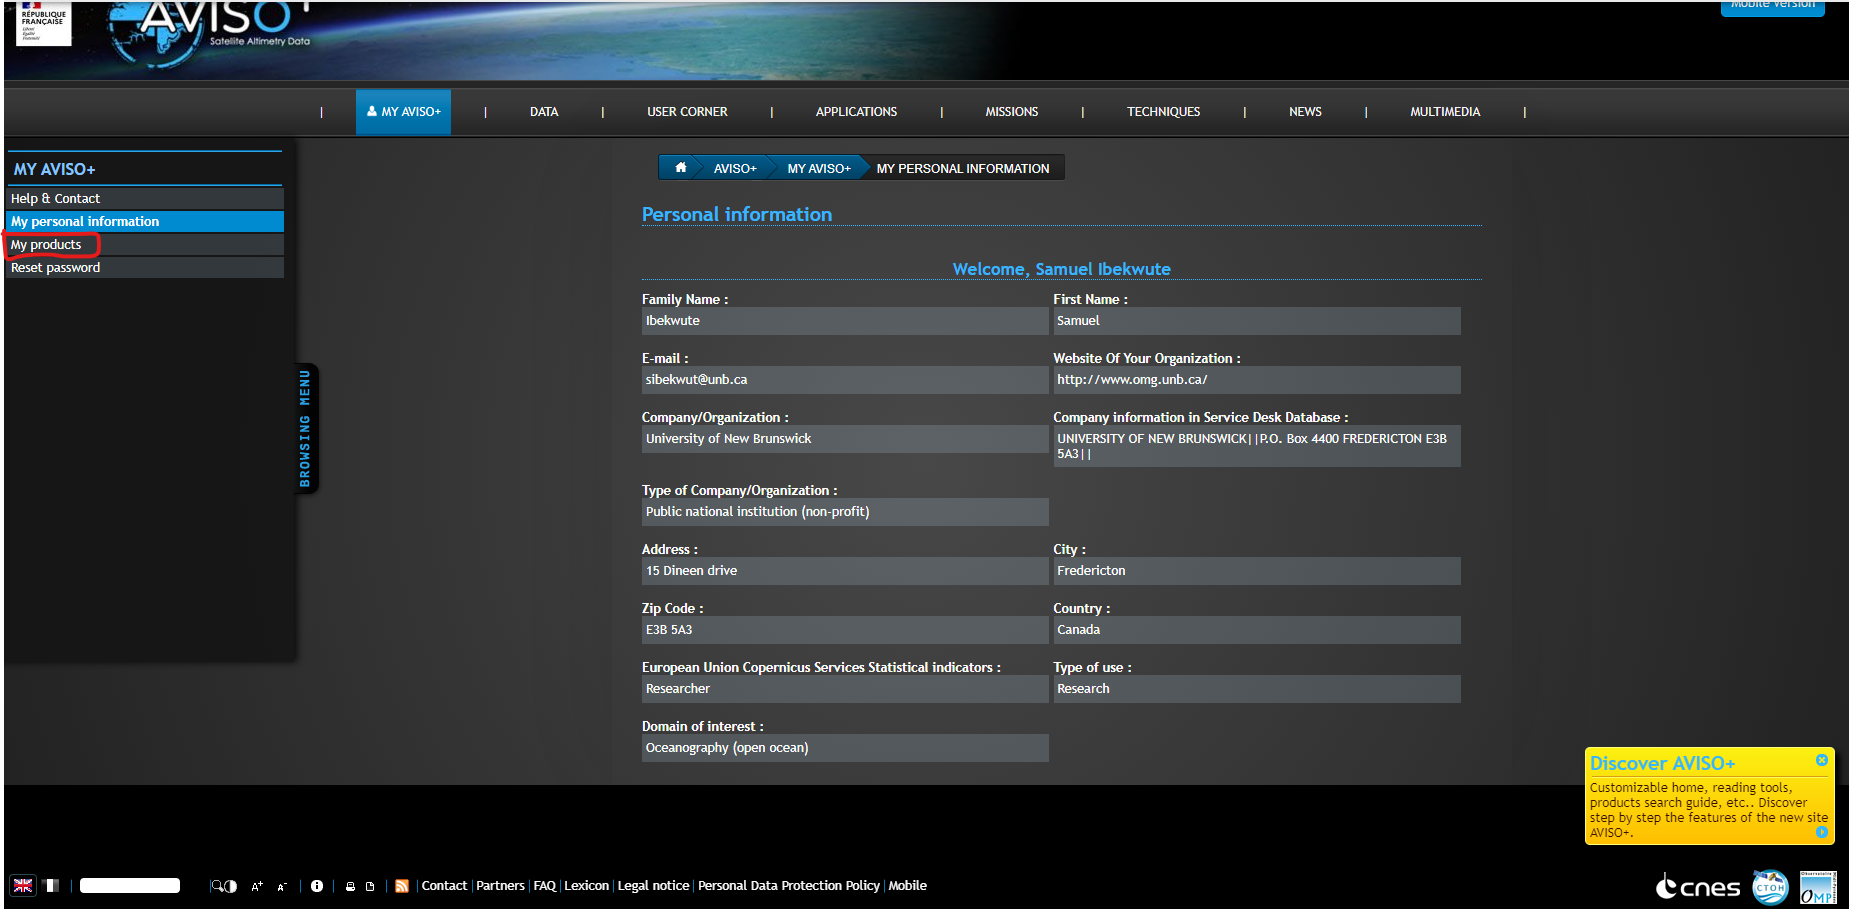 Mobile version
RÉPUBLIQUE
FRANÇAISE
Liberté
Égalité
Fraternité
AVISO+
Satellite Altimetry Data
| MY AVISO+ | DATA | USER CORNER | APPLICATIONS | MISSIONS | TECHNIQUES | NEWS | MULTIMEDIA |
MY AVISO+
Help & Contact
My personal information
My products
Reset password
BROWSING MENU
AVISO+ MY AVISO+ MY PERSONAL INFORMATION
Personal information
Welcome, Samuel Ibekwute
Family Name : First Name :
Ibekwute Samuel
E-mail : Website Of Your Organization :
sibekwut@unb.ca http://www.omg.unb.ca/
Company/Organization : Company information in Service Desk Database :
University of New Brunswick UNIVERSITY OF NEW BRUNSWICK||P.O. Box 4400 FREDERICTON E3B
5A3||
Type of Company/Organization :
Public national institution (non-profit)
Address : City :
15 Dineen drive Fredericton
Zip Code : Country :
E3B 5A3 Canada
European Union Copernicus Services Statistical indicators : Type of use :
Researcher Research
Domain of interest :
Oceanography (open ocean)
Discover AVISO+
Customizable home, reading tools,
products search guide, etc.. Discover
step by step the features of the new site
AVISO+.
A+ A- | Contact | Partners | FAQ | Lexicon | Legal notice | Personal Data Protection Policy | Mobile
cnes
CTOH
OMP